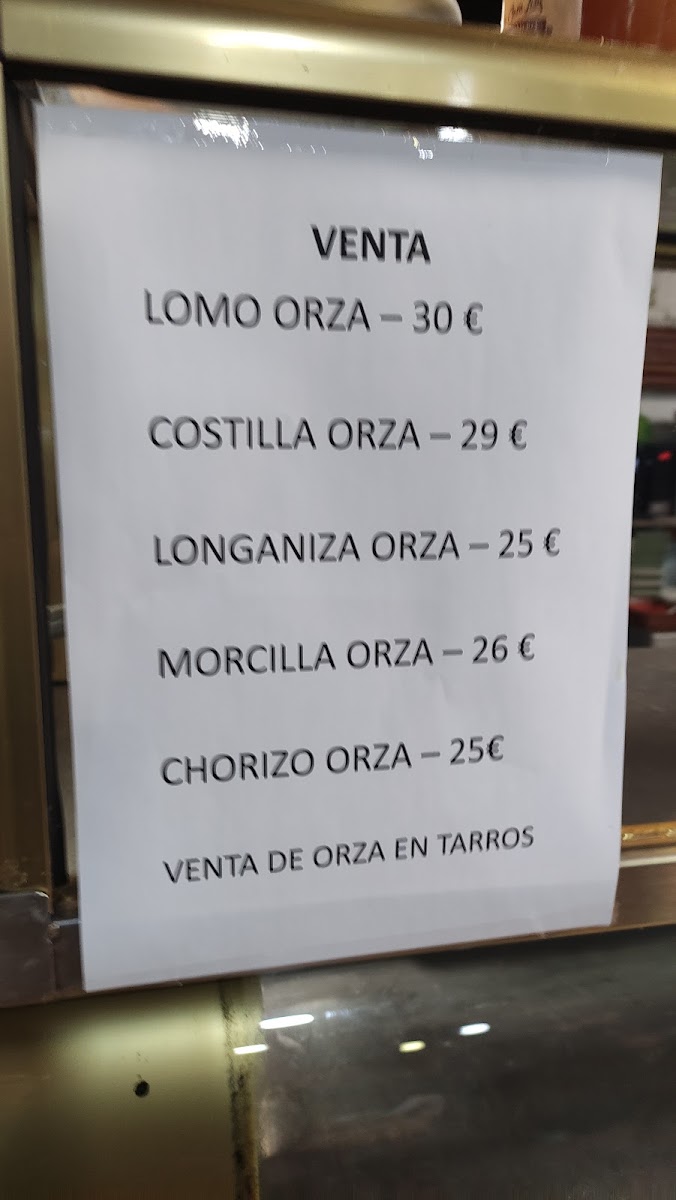 VENTA
LOMO ORZA – 30 €
COSTILLA ORZA – 29 €
LONGANIZA ORZA – 25 €
MORCILLA ORZA – 26 €
CHORIZO ORZA – 25€
VENTA DE ORZA EN TARROS